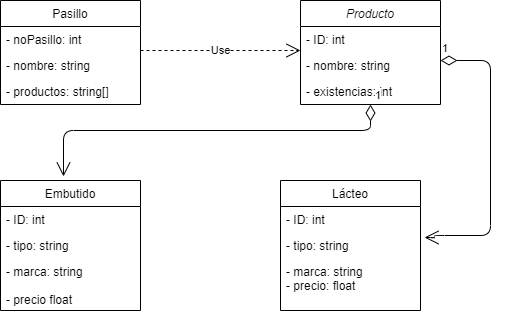 Pasillo
- noPasillo: int
- nombre: string
- productos: string[]
Use
Producto
- ID: int
- nombre: string
- existencias: int
1
1
Embutido
- ID: int
- tipo: string
- marca: string
- precio float
Lácteo
- ID: int
- tipo: string
- marca: string
- precio: float